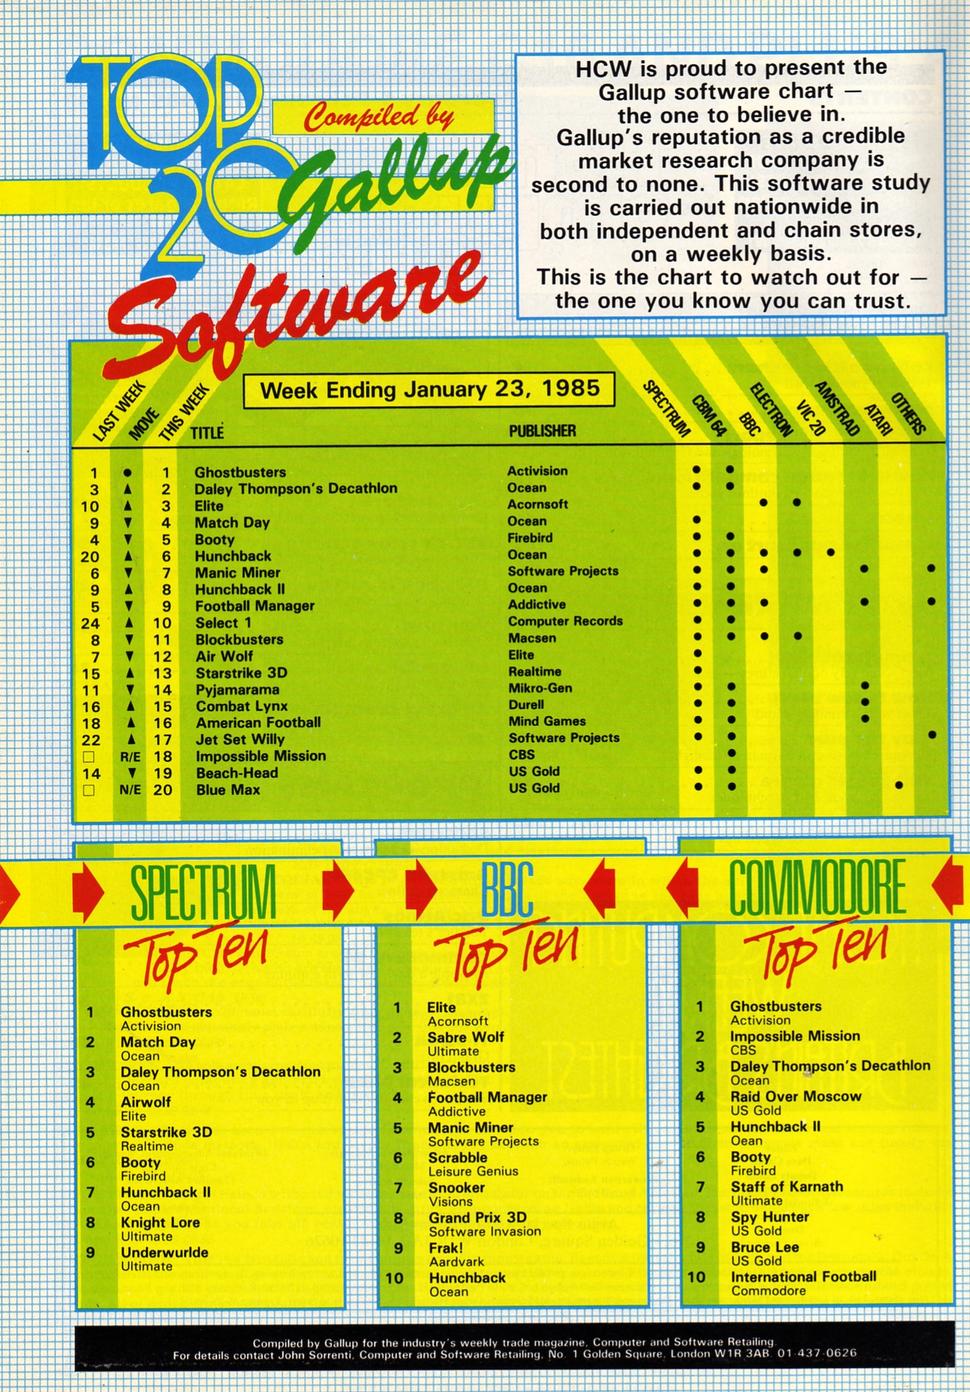 TOP
20
Compiled by
Gallup
Software
HCW is proud to present the
Gallup software chart —
the one to believe in.
Gallup's reputation as a credible
market research company is
second to none. This software study
is carried out nationwide in
both independent and chain stores,
on a weekly basis.
This is the chart to watch out for —
the one you know you can trust.
Week Ending January 23, 1985
LAST WEEK MOVE THIS WEEK TITLE PUBLISHER SPECTRUM CBM 64 BBC ELECTRON VIC 20 AMSTRAD ATARI OTHERS
1 ● 1 Ghostbusters Activision ● ●
3 ▲ 2 Daley Thompson's Decathlon Ocean ● ●
10 ▲ 3 Elite Acornsoft ● ●
9 ▼ 4 Match Day Ocean ●
4 ▼ 5 Booty Firebird ● ●
20 ▲ 6 Hunchback Ocean ● ● ● ● ●
6 ▼ 7 Manic Miner Software Projects ● ● ● ● ●
9 ▲ 8 Hunchback II Ocean ● ●
5 ▼ 9 Football Manager Addictive ● ● ● ● ●
24 ▲ 10 Select 1 Computer Records ● ●
8 ▼ 11 Blockbusters Macsen ● ● ● ●
7 ▼ 12 Air Wolf Elite ●
15 ▲ 13 Starstrike 3D Realtime ●
11 ▼ 14 Pyjamarama Mikro-Gen ● ● ●
16 ▲ 15 Combat Lynx Durell ● ● ●
18 ▲ 16 American Football Mind Games ● ● ●
22 ▲ 17 Jet Set Willy Software Projects ● ● ●
□ R/E 18 Impossible Mission CBS ●
14 ▼ 19 Beach-Head US Gold ● ●
□ N/E 20 Blue Max US Gold ● ● ●
SPECTRUM
Top Ten
1 Ghostbusters
Activision
2 Match Day
Ocean
3 Daley Thompson's Decathlon
Ocean
4 Airwolf
Elite
5 Starstrike 3D
Realtime
6 Booty
Firebird
7 Hunchback II
Ocean
8 Knight Lore
Ultimate
9 Underwurlde
Ultimate
BBC
Top Ten
1 Elite
Acornsoft
2 Sabre Wolf
Ultimate
3 Blockbusters
Macsen
4 Football Manager
Addictive
5 Manic Miner
Software Projects
6 Scrabble
Leisure Genius
7 Snooker
Visions
8 Grand Prix 3D
Software Invasion
9 Frak!
Aardvark
10 Hunchback
Ocean
COMMODORE
Top Ten
1 Ghostbusters
Activision
2 Impossible Mission
CBS
3 Daley Thompson's Decathlon
Ocean
4 Raid Over Moscow
US Gold
5 Hunchback II
Oean
6 Booty
Firebird
7 Staff of Karnath
Ultimate
8 Spy Hunter
US Gold
9 Bruce Lee
US Gold
10 International Football
Commodore
Compiled by Gallup for the industry's weekly trade magazine, Computer and Software Retailing.
For details contact John Sorrenti, Computer and Software Retailing, No. 1 Golden Square, London W1R 3AB. 01-437-0626